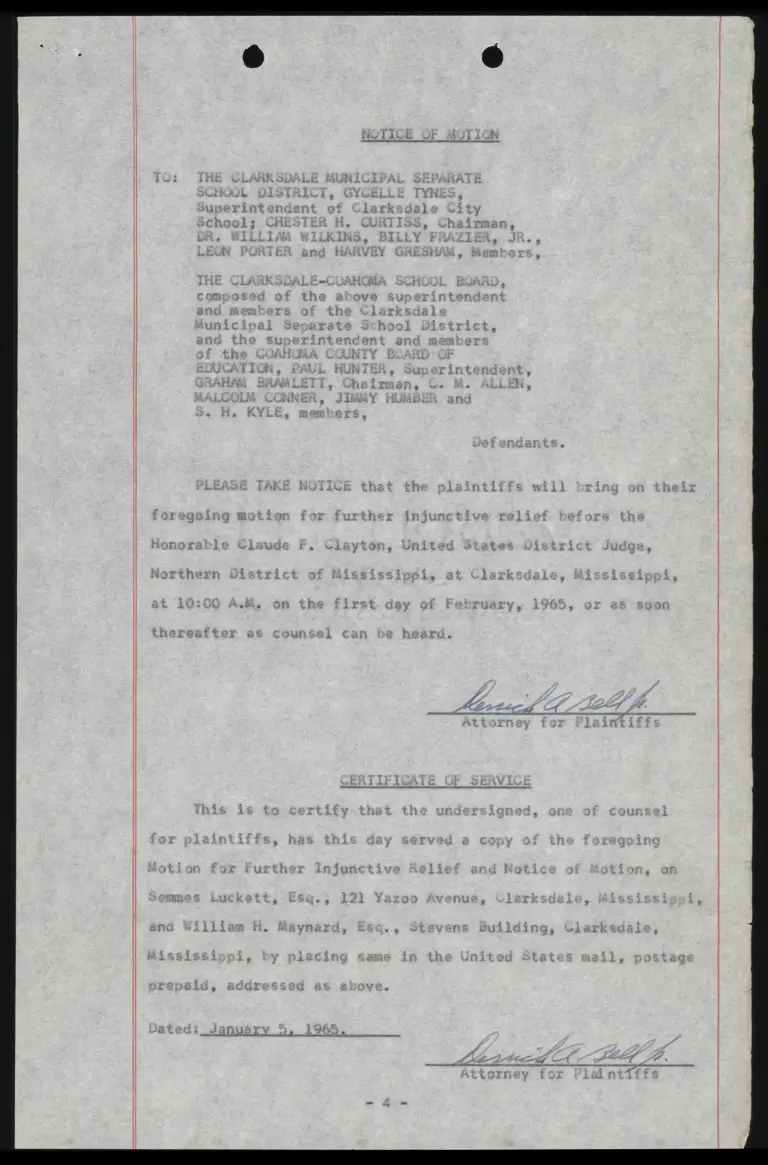 NOTICE OF MOTION
TO: THE CLARKSDALE MUNICIPAL SEPARATE
SCHOOL DISTRICT, GYCELLE TYNES,
Superintendent of Clarksdale City
School; CHESTER H. CURTISS, Chairman,
DR. WILLIAM WILKINS, BILLY FRAZIER, JR.,
LEON PORTER and HARVEY GRESHAM, Members,
THE CLARKSDALE-COAHOMA SCHOOL BOARD,
composed of the above superintendent
and members of the Clarksdale
Municipal Separate School District,
and the superintendent and members
of the COAHOMA COUNTY BOARD OF
EDUCATION, PAUL HUNTER, Superintendent,
GRAHAM BRAMLETT, Chairman, C. M. ALLEN,
MALCOLM CONNER, JIMMY HUMBER and
S. H. KYLE, members,
Defendants.
PLEASE TAKE NOTICE that the plaintiffs will bring on their
foregoing motion for further injunctive relief before the
Honorable Claude F. Clayton, United States District Judge,
Northern District of Mississippi, at Clarksdale, Mississippi,
at 10:00 A.M. on the first day of February, 1965, or as soon
thereafter as counsel can be heard.
Derrick A Bell Jr.
Attorney for Plaintiffs
CERTIFICATE OF SERVICE
This is to certify that the undersigned, one of counsel
for plaintiffs, has this day served a copy of the foregoing
Motion for Further Injunctive Relief and Notice of Motion, on
Semmes Luckett, Esq., 121 Yazoo Avenue, Clarksdale, Mississippi,
and William H. Maynard, Esq., Stevens Building, Clarksdale,
Mississippi, by placing same in the United States mail, postage
prepaid, addressed as above.
Dated: January 5, 1965.
Derrick A Bell Jr.
Attorney for Plaintiffs
- 4 -